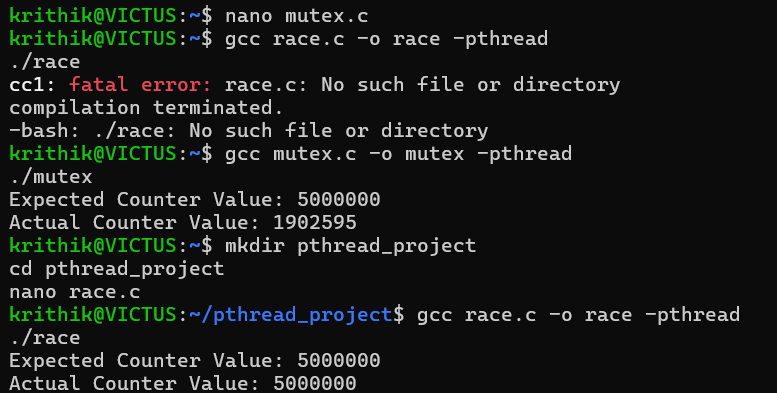 krithik@VICTUS:~$ nano mutex.c
krithik@VICTUS:~$ gcc race.c -o race -pthread
./race
cc1: fatal error: race.c: No such file or directory
compilation terminated.
-bash: ./race: No such file or directory
krithik@VICTUS:~$ gcc mutex.c -o mutex -pthread
./mutex
Expected Counter Value: 5000000
Actual Counter Value: 1902595
krithik@VICTUS:~$ mkdir pthread_project
cd pthread_project
nano race.c
krithik@VICTUS:~/pthread_project$ gcc race.c -o race -pthread
./race
Expected Counter Value: 5000000
Actual Counter Value: 5000000